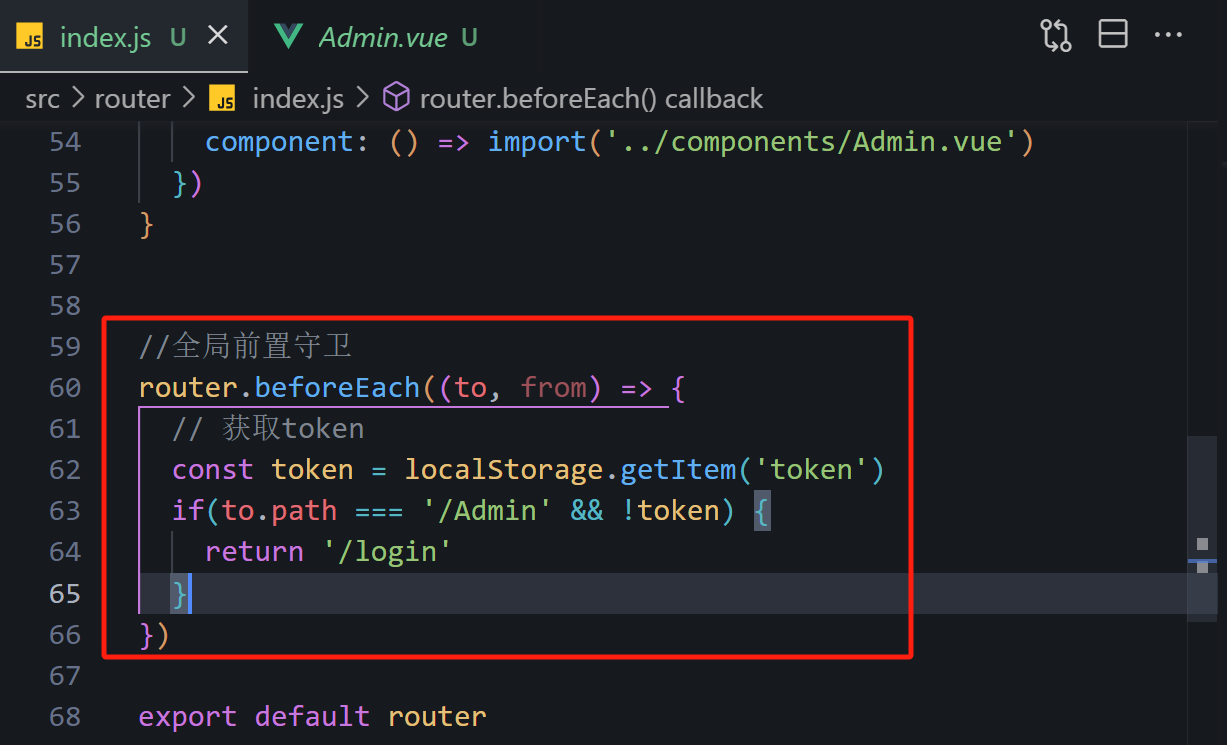 JS index.js U × Admin.vue U ...
src > router > JS index.js > router.beforeEach() callback
54 component: () => import('../components/Admin.vue')
55 })
56 }
57
58
59 //全局前置守卫
60 router.beforeEach((to, from) => {
61 // 获取token
62 const token = localStorage.getItem('token')
63 if(to.path === '/Admin' && !token) {
64 return '/login'
65 }
66 })
67
68 export default router